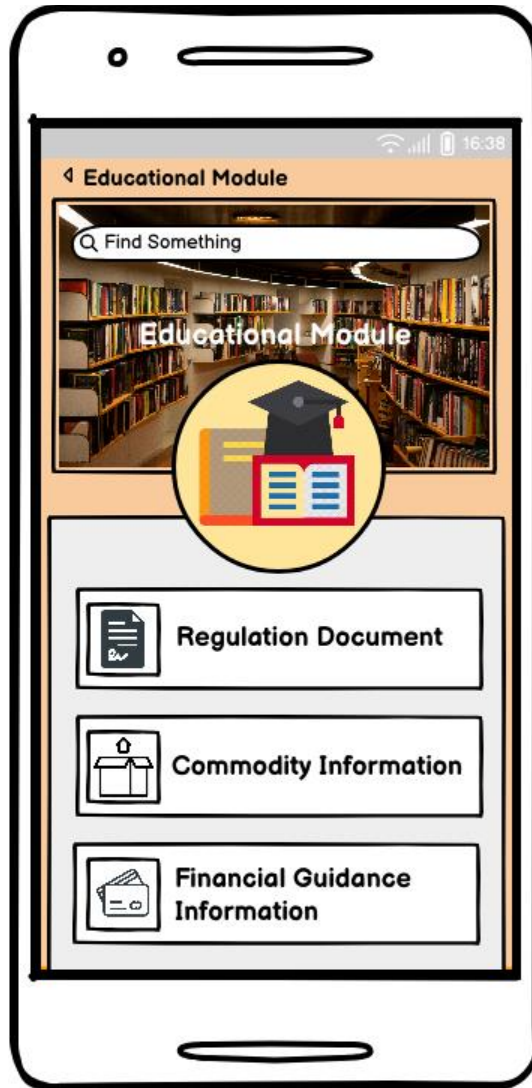 16:38
Educational Module
Find Something
Educational Module
Regulation Document
Commodity Information
Financial Guidance
Information